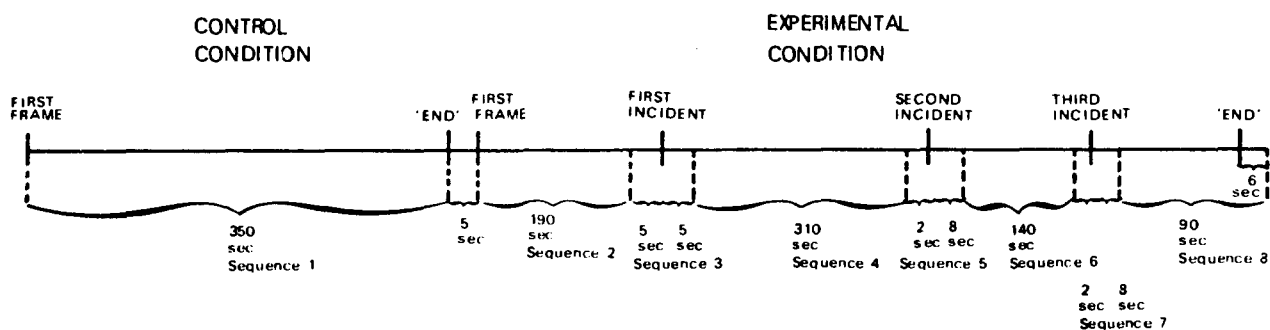 CONTROL
CONDITION
EXPERIMENTAL
CONDITION
FIRST
FRAME
'END'
FIRST
FRAME
FIRST
INCIDENT
SECOND
INCIDENT
THIRD
INCIDENT
'END'
6
sec
350
sec
Sequence 1
5
sec
190
sec
Sequence 2
5 5
sec sec
Sequence 3
310
sec
Sequence 4
2 8
sec sec
Sequence 5
140
sec
Sequence 6
90
sec
Sequence 8
2 8
sec sec
Sequence 7